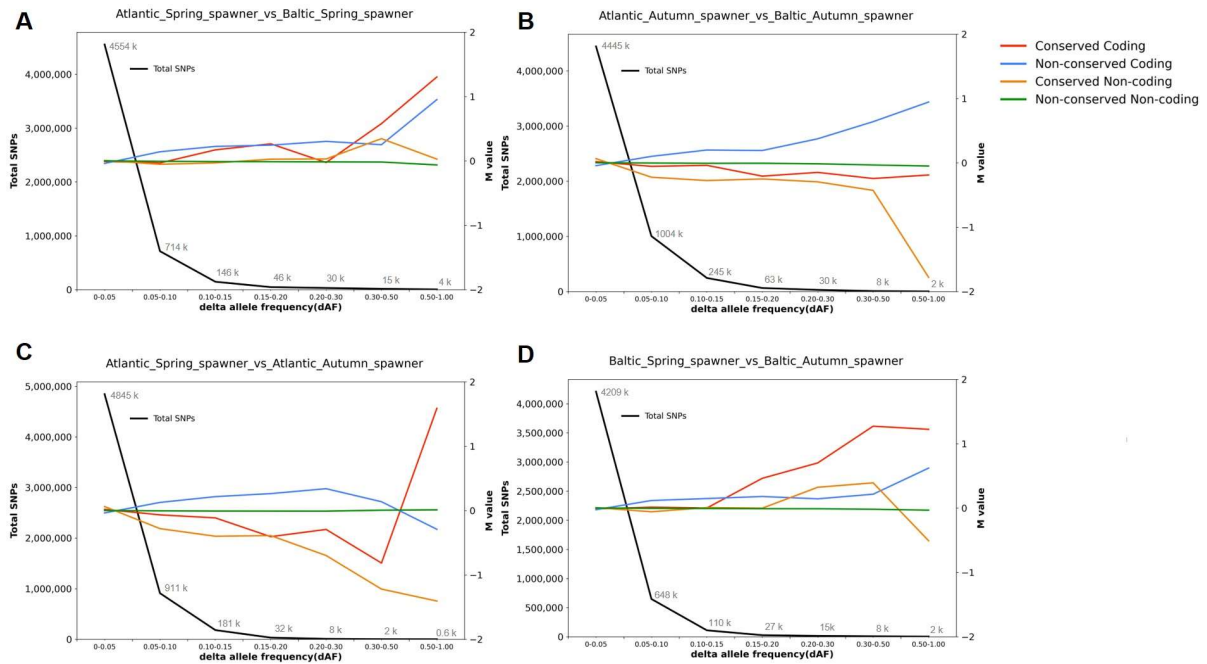 A
Atlantic_Spring_spawner_vs_Baltic_Spring_spawner
Total SNPs
4,000,000
3,000,000
2,000,000
1,000,000
0
Total SNPs
4554 k
714 k
146 k
46 k
30 k
15 k
4 k
2
1
0
−1
−2
M value
0-0.05
0.05-0.10
0.10-0.15
0.15-0.20
0.20-0.30
0.30-0.50
0.50-1.00
delta allele frequency(dAF)
B
Atlantic_Autumn_spawner_vs_Baltic_Autumn_spawner
Total SNPs
4,000,000
3,000,000
2,000,000
1,000,000
0
Total SNPs
4445 k
1004 k
245 k
63 k
30 k
8 k
2 k
2
1
0
−1
−2
M value
0-0.05
0.05-0.10
0.10-0.15
0.15-0.20
0.20-0.30
0.30-0.50
0.50-1.00
delta allele frequency(dAF)
Conserved Coding
Non-conserved Coding
Conserved Non-coding
Non-conserved Non-coding
C
Atlantic_Spring_spawner_vs_Atlantic_Autumn_spawner
Total SNPs
5,000,000
4,000,000
3,000,000
2,000,000
1,000,000
0
Total SNPs
4845 k
911 k
181 k
32 k
8 k
2 k
0.6 k
2
1
0
−1
−2
M value
0-0.05
0.05-0.10
0.10-0.15
0.15-0.20
0.20-0.30
0.30-0.50
0.50-1.00
delta allele frequency(dAF)
D
Baltic_Spring_spawner_vs_Baltic_Autumn_spawner
Total SNPs
4,000,000
3,500,000
3,000,000
2,500,000
2,000,000
1,500,000
1,000,000
500,000
0
Total SNPs
4209 k
648 k
110 k
27 k
15k
8 k
2 k
2
1
0
−1
−2
M value
0-0.05
0.05-0.10
0.10-0.15
0.15-0.20
0.20-0.30
0.30-0.50
0.50-1.00
delta allele frequency(dAF)